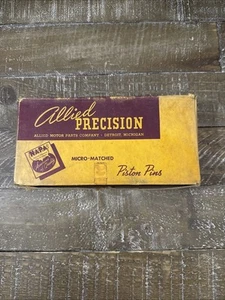 Allied
PRECISION
ALLIED MOTOR PARTS COMPANY - DETROIT, MICHIGAN
NAPA
MICRO-MATCHED
Piston Pins